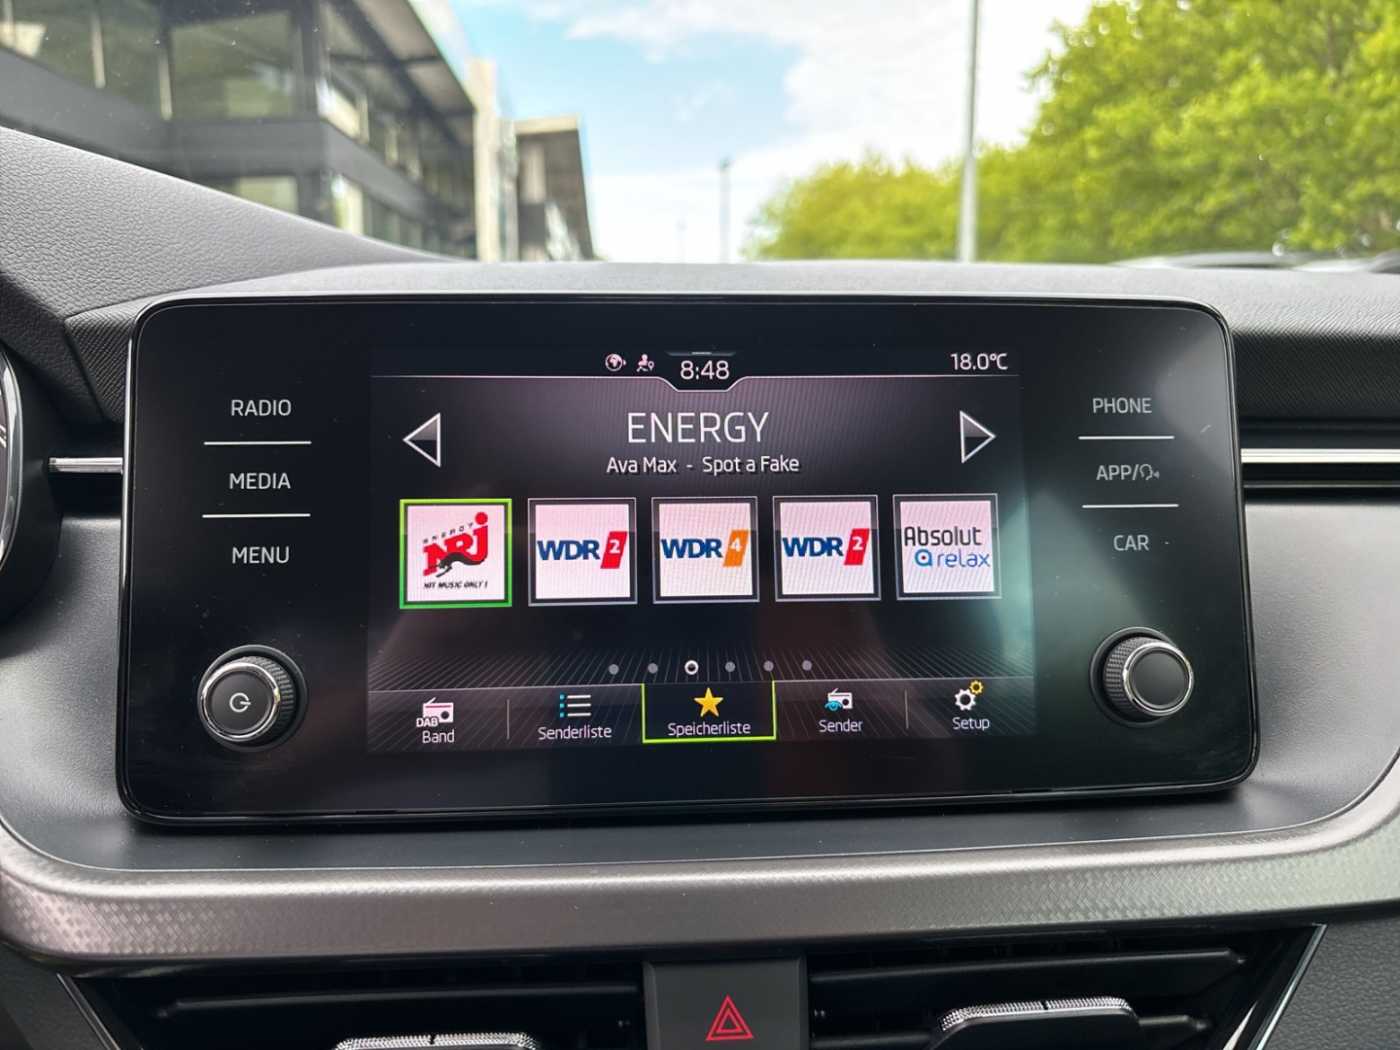 8:48
18.0°C
RADIO
MEDIA
MENU
ENERGY
Ava Max - Spot a Fake
ENERGY
NRJ
HIT MUSIC ONLY!
WDR 2
WDR 4
WDR 2
Absolut
relax
DAB
Band
Senderliste
Speicherliste
Sender
Setup
PHONE
APP/
CAR